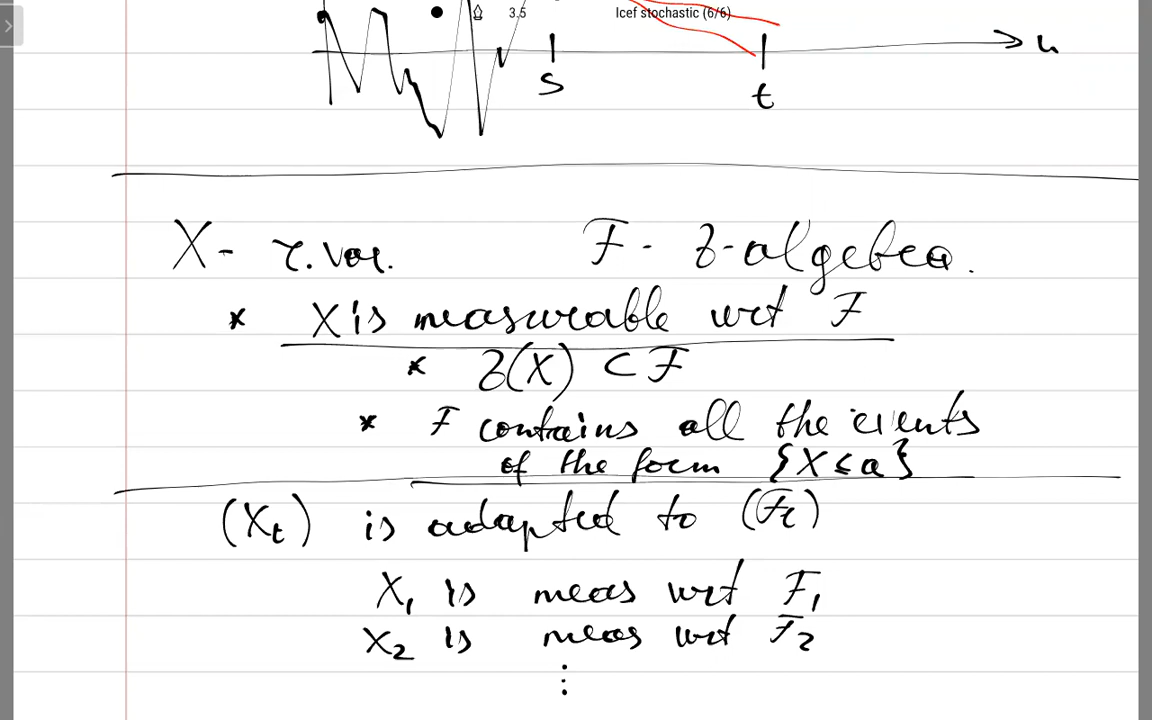 3.5 Icef stochastic (6/6)
s t u
X - r. var. F - σ-algebra.
* X is measurable wrt F
* σ(X) ⊂ F
* F contains all the events
of the form {X ≤ a}
(X_t) is adapted to (F_t)
X_1 is meas wrt F_1
X_2 is meas wrt F_2
⋮